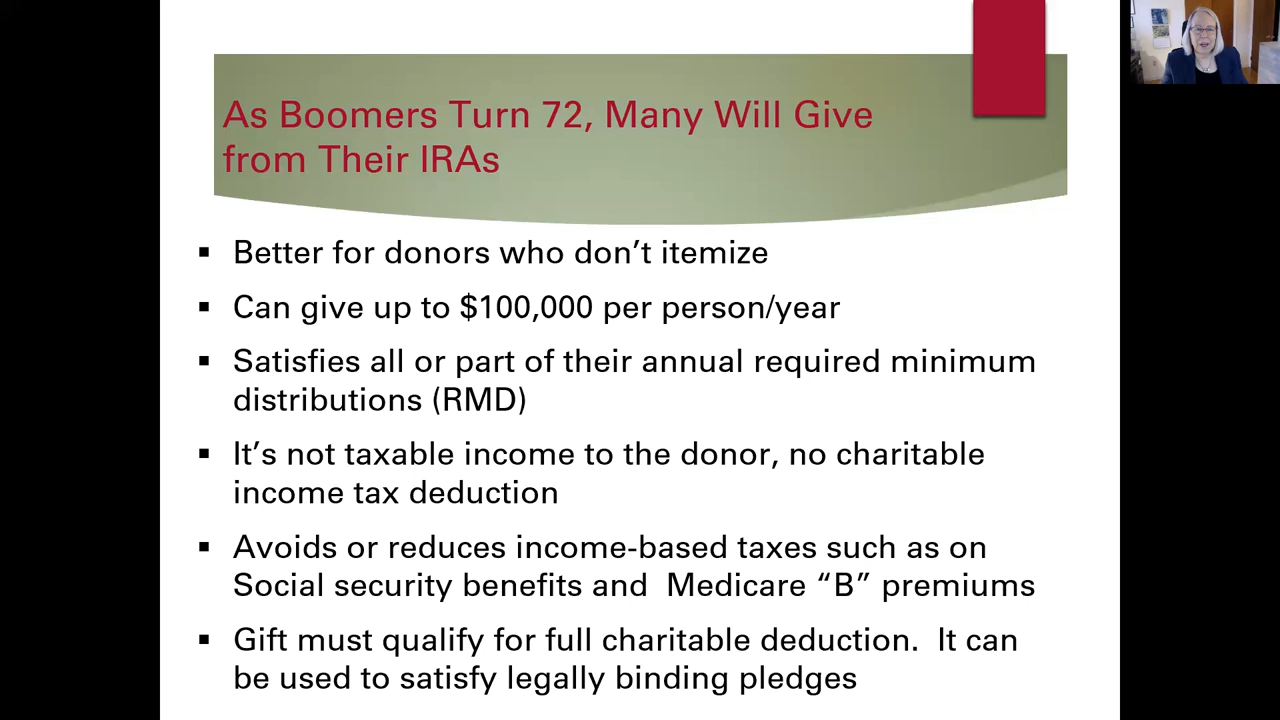 As Boomers Turn 72, Many Will Give
from Their IRAs
▪ Better for donors who don’t itemize
▪ Can give up to $100,000 per person/year
▪ Satisfies all or part of their annual required minimum
distributions (RMD)
▪ It’s not taxable income to the donor, no charitable
income tax deduction
▪ Avoids or reduces income-based taxes such as on
Social security benefits and  Medicare “B” premiums
▪ Gift must qualify for full charitable deduction.  It can
be used to satisfy legally binding pledges